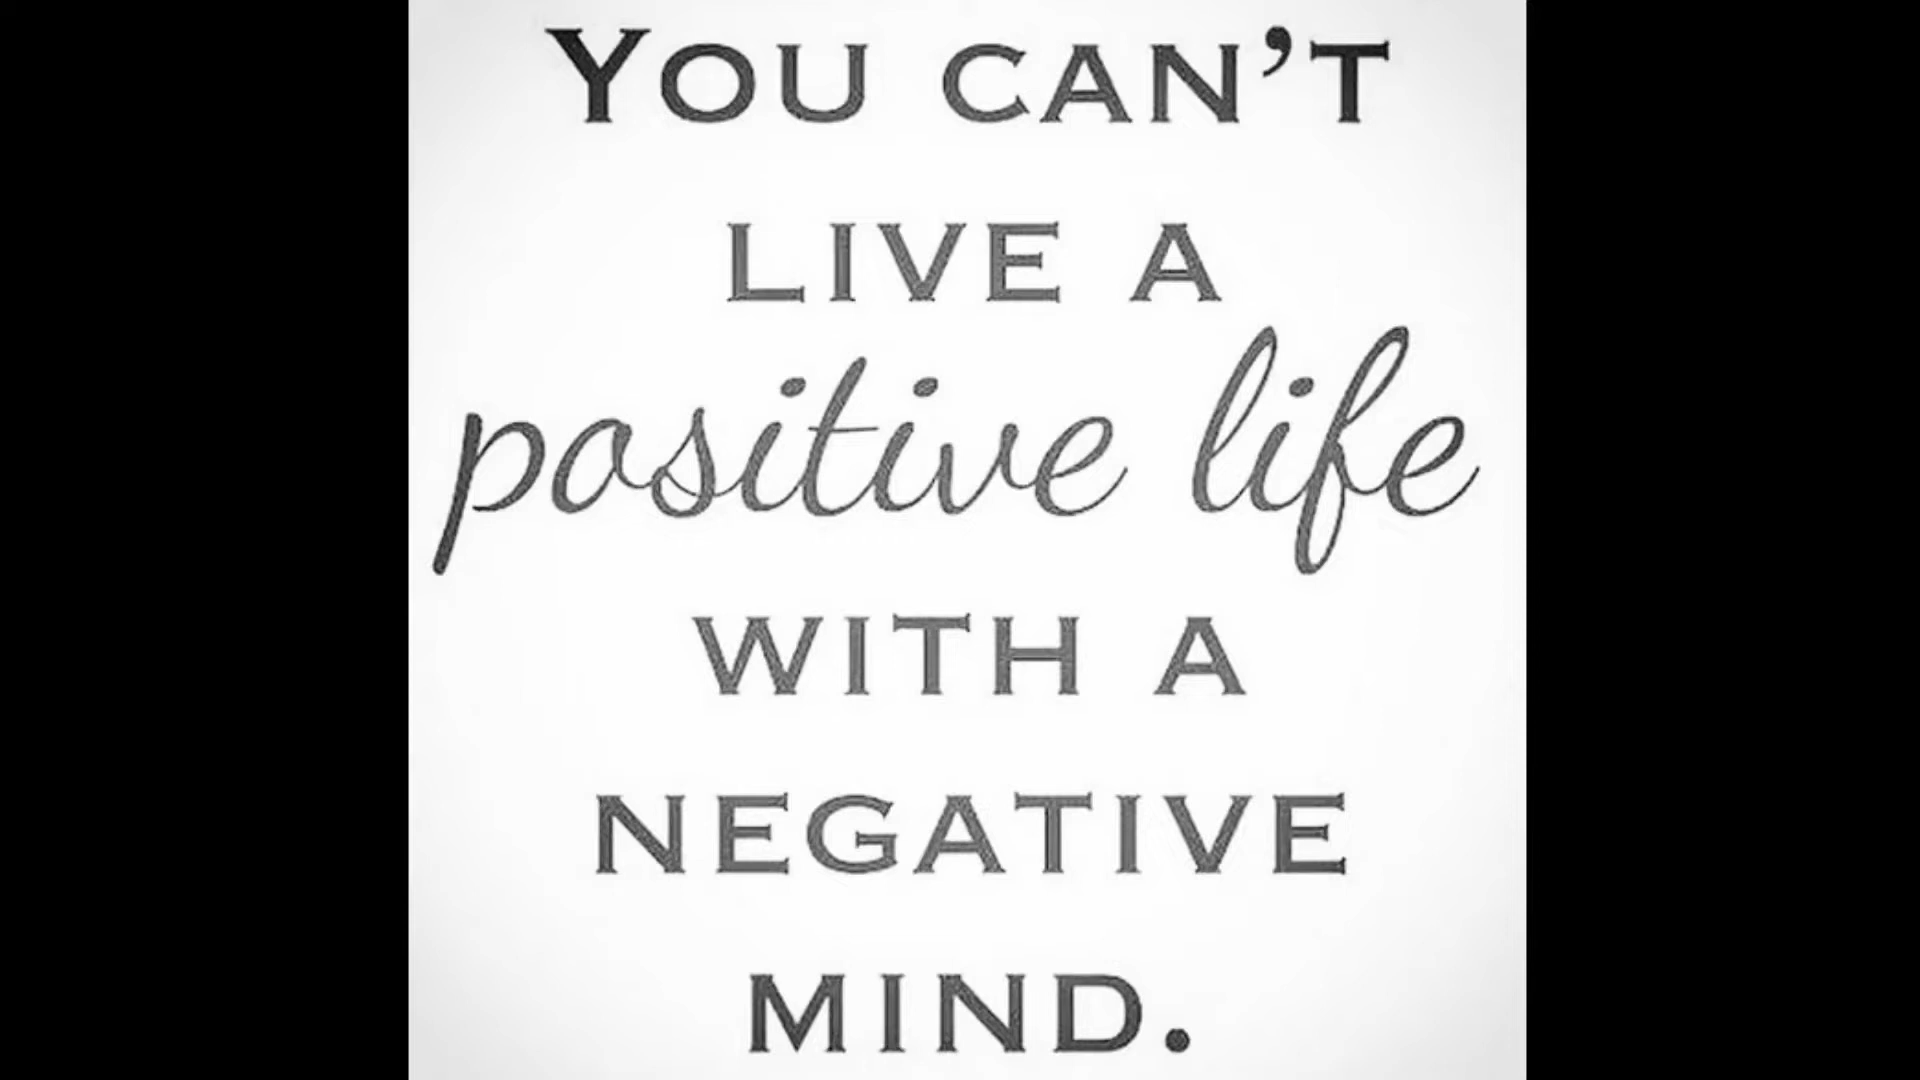 YOU CAN'T
LIVE A
positive life
WITH A
NEGATIVE
MIND.